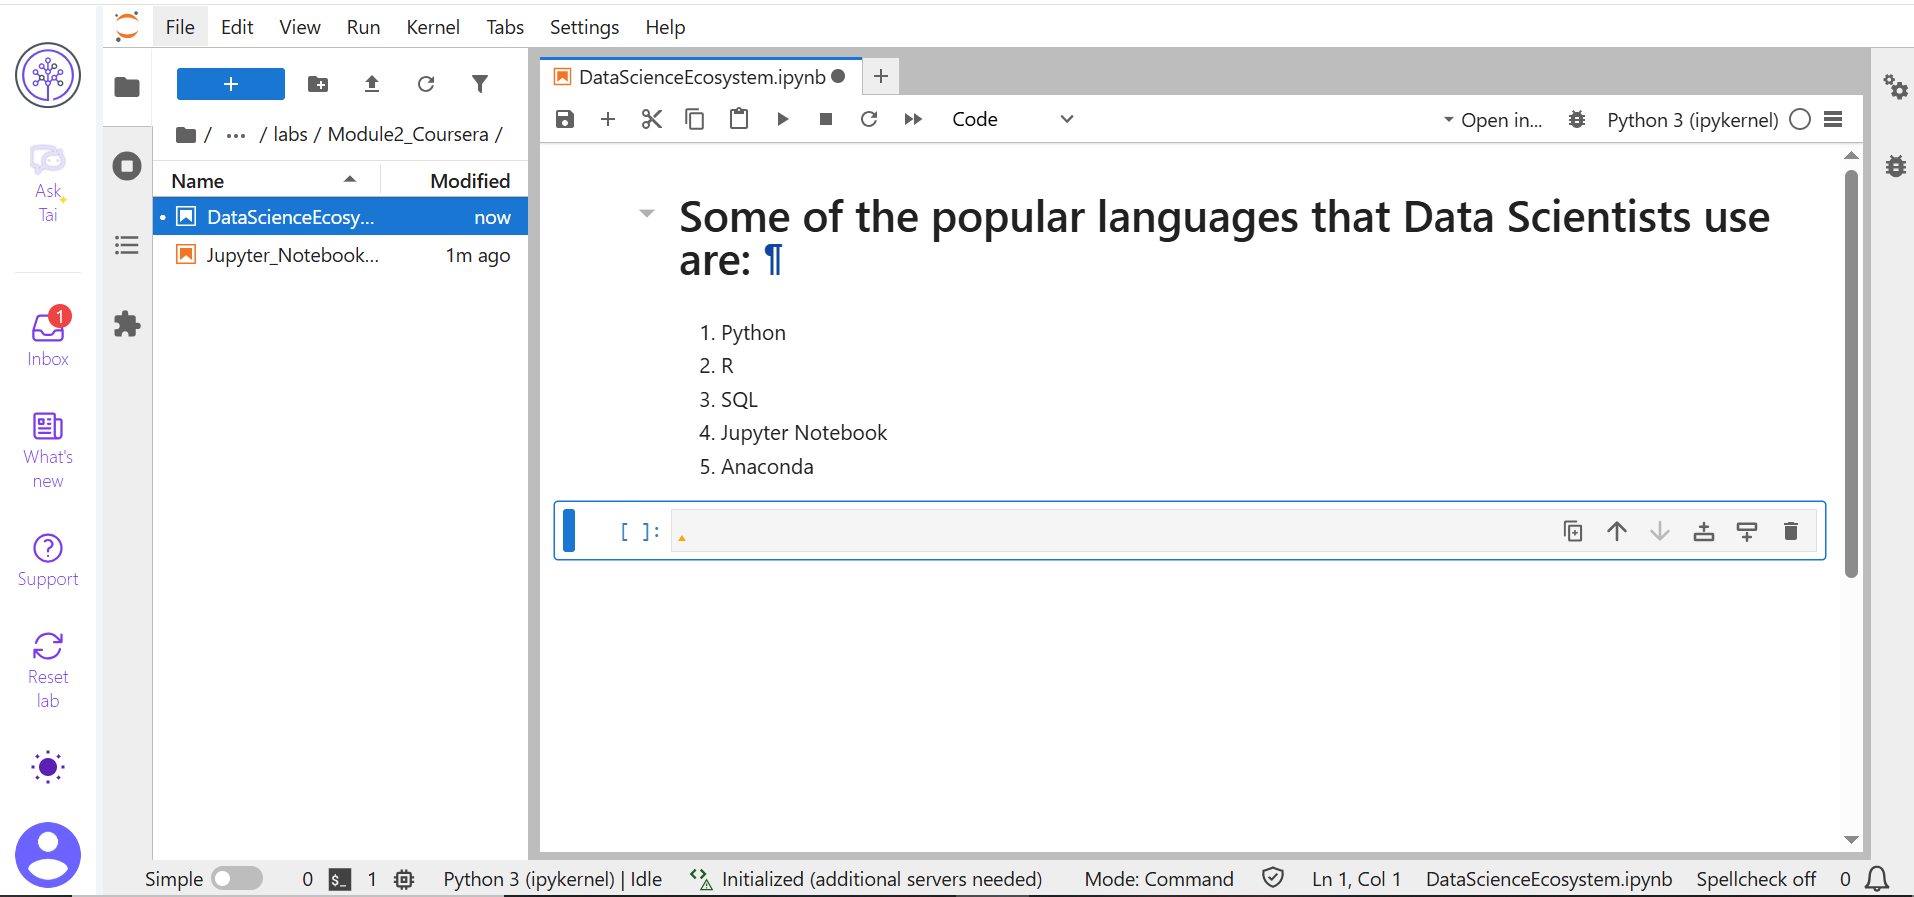 File Edit View Run Kernel Tabs Settings Help
Ask
Tai
1
Inbox
What's
new
Support
Reset
lab
+
/ ... / labs / Module2_Coursera /
Name Modified
DataScienceEcosy... now
Jupyter_Notebook... 1m ago
DataScienceEcosystem.ipynb
Code
Open in...
Python 3 (ipykernel)
Some of the popular languages that Data Scientists use
are: ¶
1. Python
2. R
3. SQL
4. Jupyter Notebook
5. Anaconda
[ ]:
Simple 0 $_ 1 Python 3 (ipykernel) | Idle Initialized (additional servers needed) Mode: Command Ln 1, Col 1 DataScienceEcosystem.ipynb Spellcheck off 0